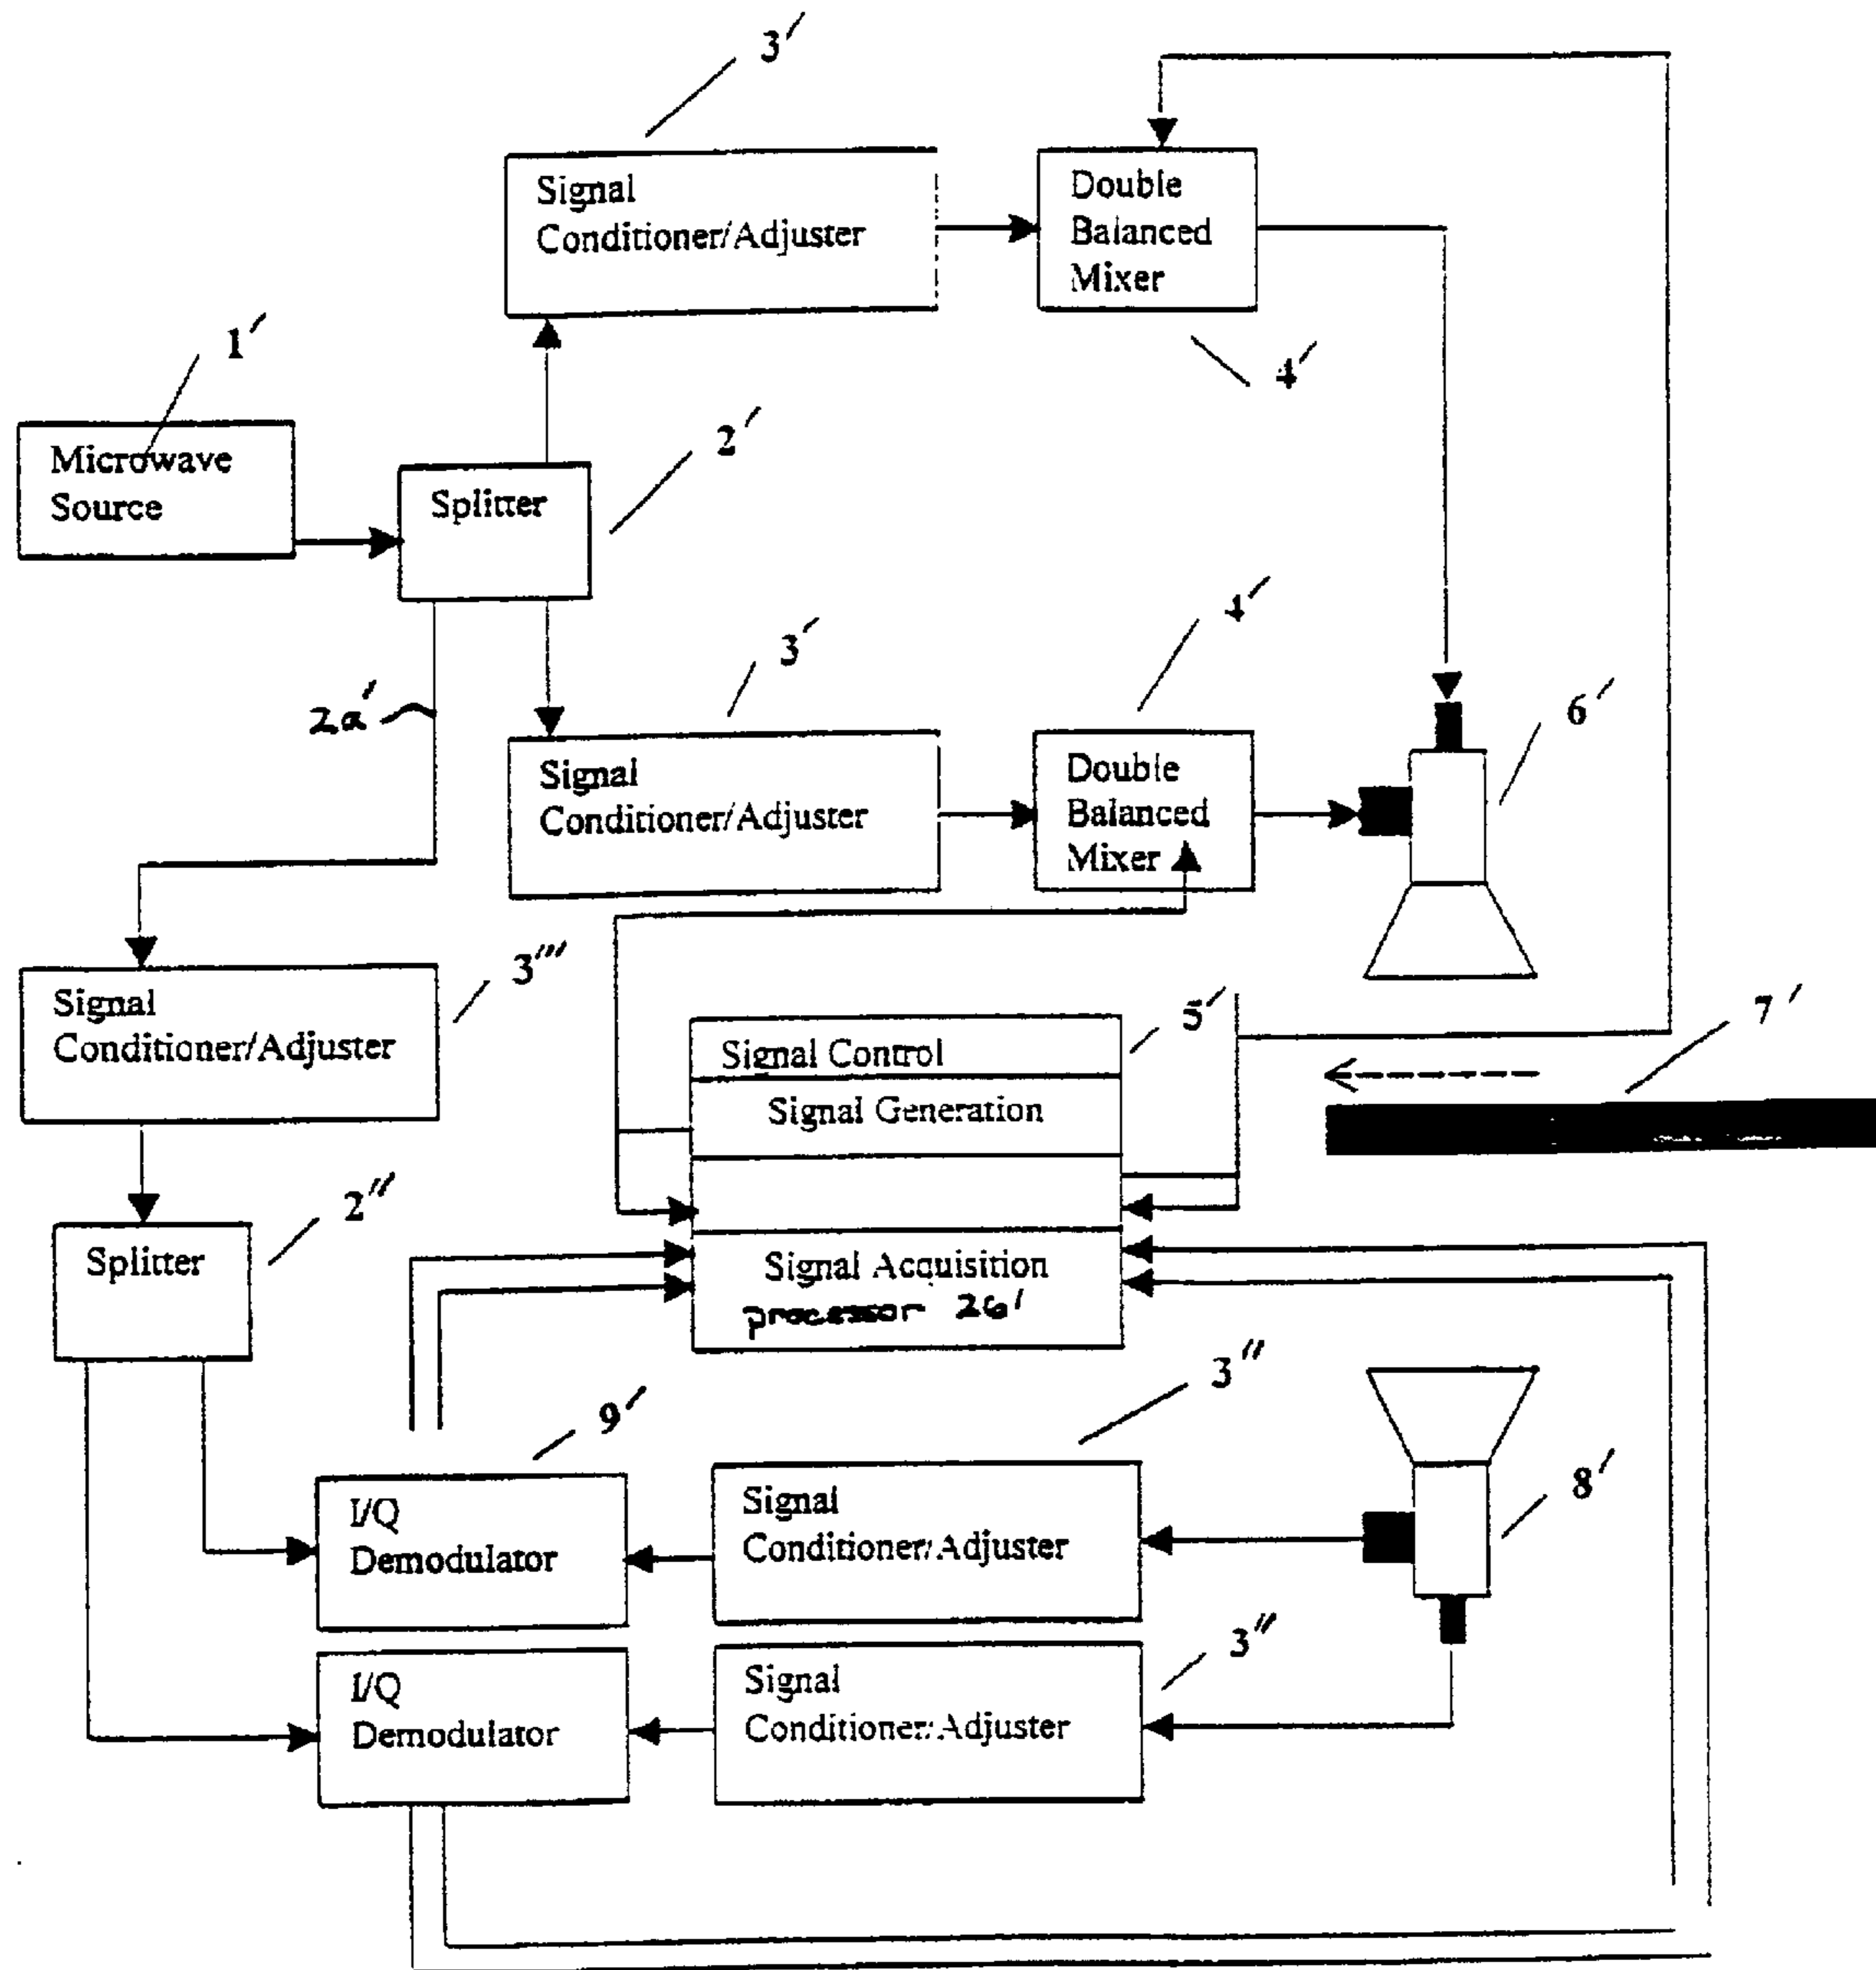 3′
Signal
Conditioner/Adjuster
Double
Balanced
Mixer
4′
1′
Microwave
Source
2′
Splitter
4′
3′
2a′
6′
Signal
Conditioner/Adjuster
Double
Balanced
Mixer
3‴
Signal
Conditioner/Adjuster
5′
7′
Signal Control
Signal Generation
2″
Splitter
Signal Acquisition
processor 26′
3″
9′
8′
I/Q
Demodulator
Signal
Conditioner/Adjuster
3″
I/Q
Demodulator
Signal
Conditioner/Adjuster